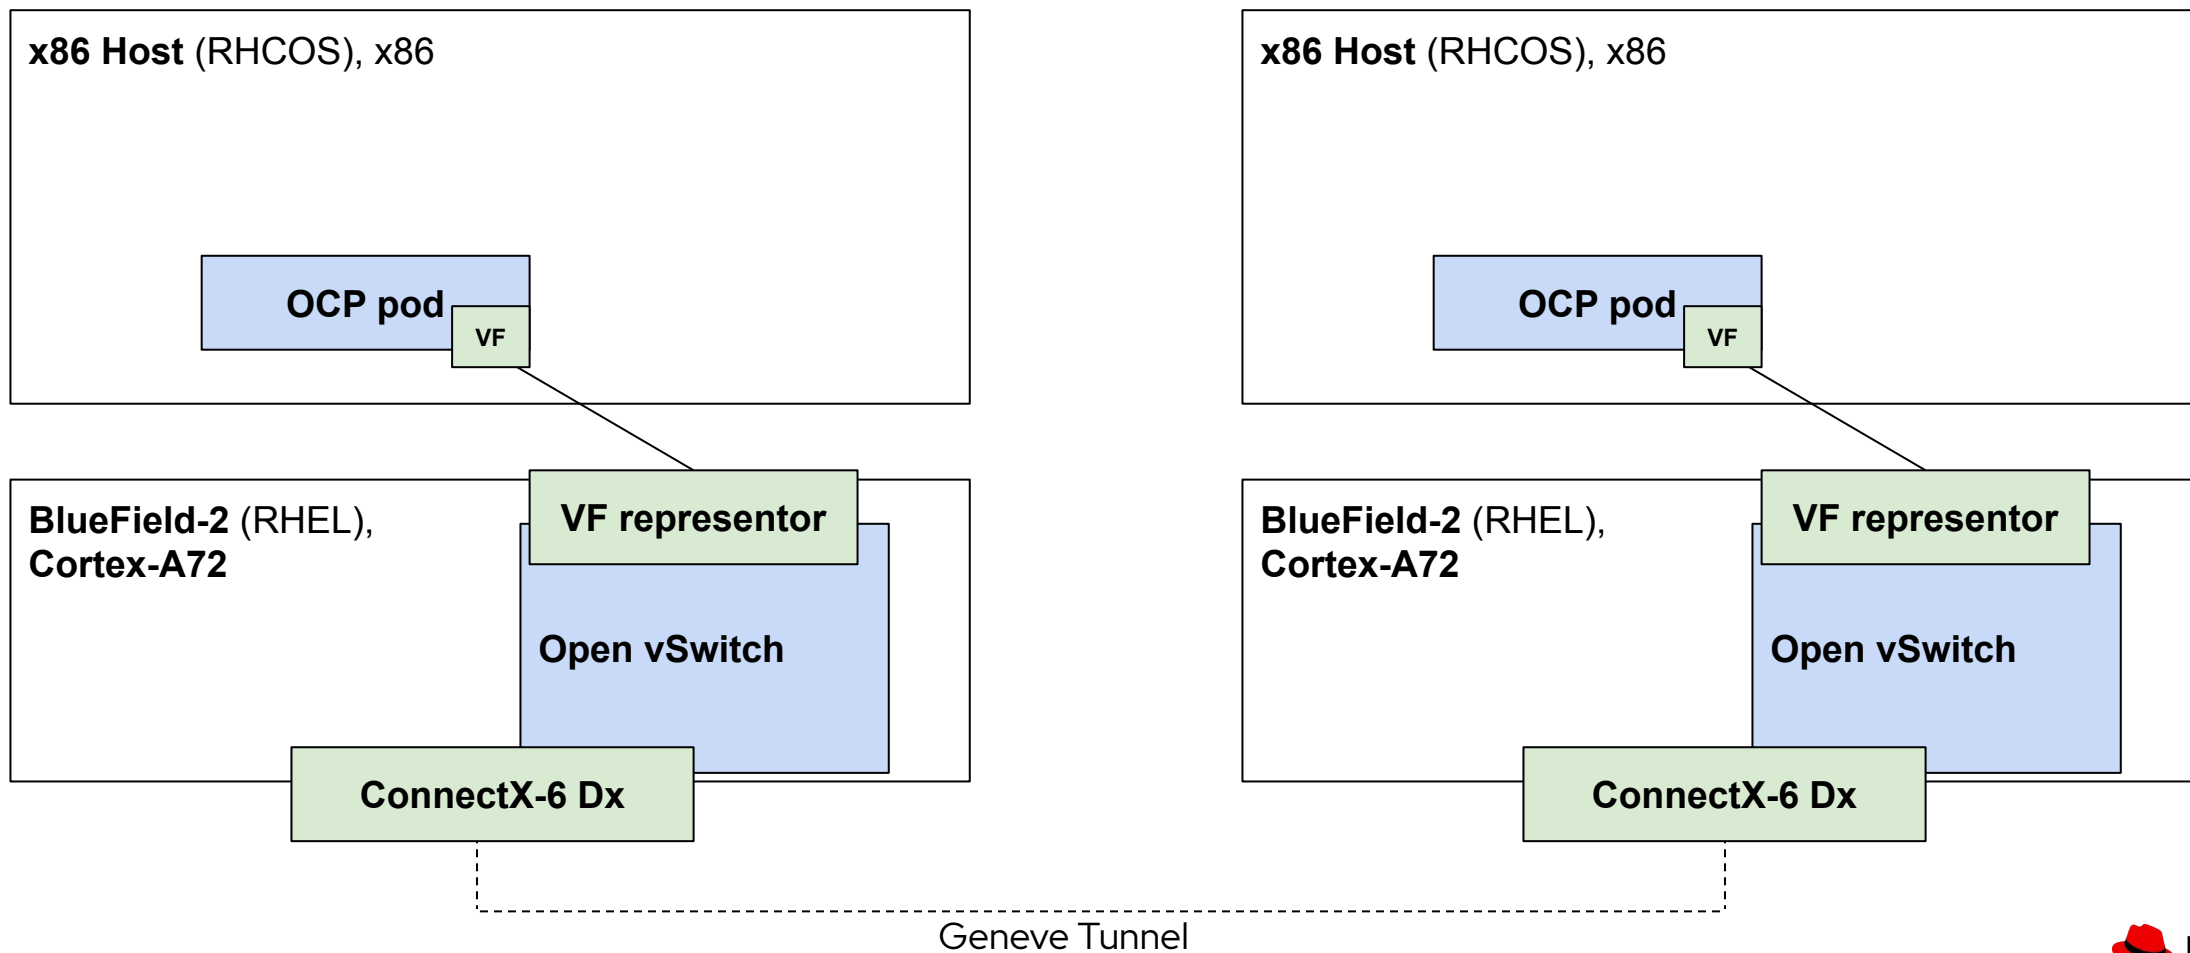 x86 Host (RHCOS), x86
OCP pod
VF
VF representor
BlueField-2 (RHEL),
Cortex-A72
Open vSwitch
ConnectX-6 Dx
x86 Host (RHCOS), x86
OCP pod
VF
VF representor
BlueField-2 (RHEL),
Cortex-A72
Open vSwitch
ConnectX-6 Dx
Geneve Tunnel